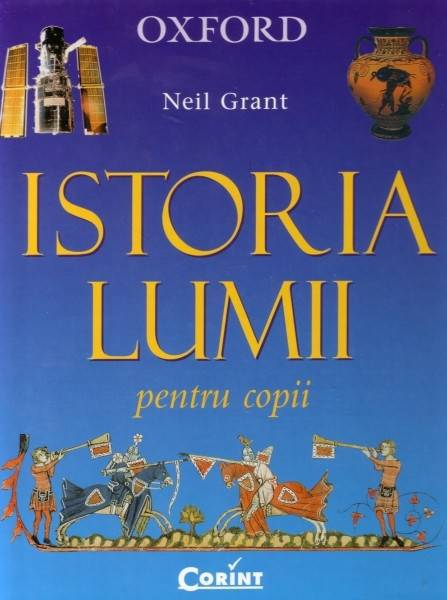 OXFORD
Neil Grant
ISTORIA
LUMII
pentru copii
CORINT